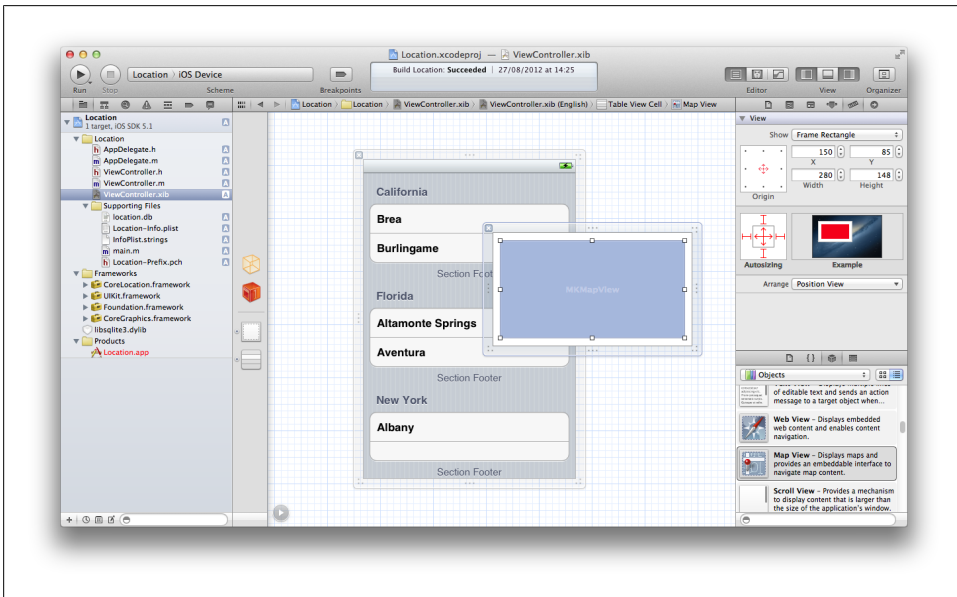 Location.xcodeproj — ViewController.xib
Run Stop
Location › iOS Device
Scheme
Breakpoints
Build Location: Succeeded | 27/08/2012 at 14:25
Editor
View
Organizer
Location › Location › ViewController.xib › ViewController.xib (English) › Table View Cell › Map View
Location
1 target, iOS SDK 5.1
Location
AppDelegate.h
AppDelegate.m
ViewController.h
ViewController.m
ViewController.xib
Supporting Files
location.db
Location-Info.plist
InfoPlist.strings
main.m
Location-Prefix.pch
Frameworks
CoreLocation.framework
UIKit.framework
Foundation.framework
CoreGraphics.framework
libsqlite3.dylib
Products
Location.app
California
Brea
Burlingame
Section Foot
Florida
Altamonte Springs
Aventura
Section Footer
New York
Albany
Section Footer
MKMapView
View
Show Frame Rectangle
150 85
X Y
280 148
Width Height
Origin
Autosizing
Example
Arrange Position View
Objects
of editable text and sends an action
message to a target object when...
Web View – Displays embedded
web content and enables content
navigation.
Map View – Displays maps and
provides an embeddable interface to
navigate map content.
Scroll View – Provides a mechanism
to display content that is larger than
the size of the application's window.